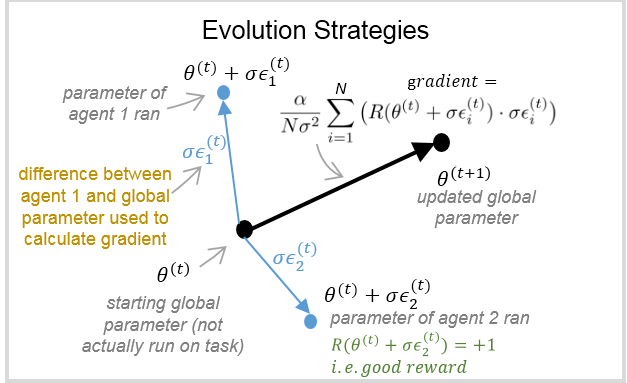 Evolution Strategies
θ^(t) + σϵ_1^(t)
parameter of
agent 1 ran
gradient =
α/(Nσ²) ∑_{i=1}^{N} (R(θ^(t) + σϵ_i^(t)) · σϵ_i^(t))
σϵ_1^(t)
difference between
agent 1 and global
parameter used to
calculate gradient
θ^(t+1)
updated global
parameter
σϵ_2^(t)
θ^(t)
starting global
parameter (not
actually run on task)
θ^(t) + σϵ_2^(t)
parameter of agent 2 ran
R(θ^(t) + σϵ_2^(t)) = +1
i.e. good reward